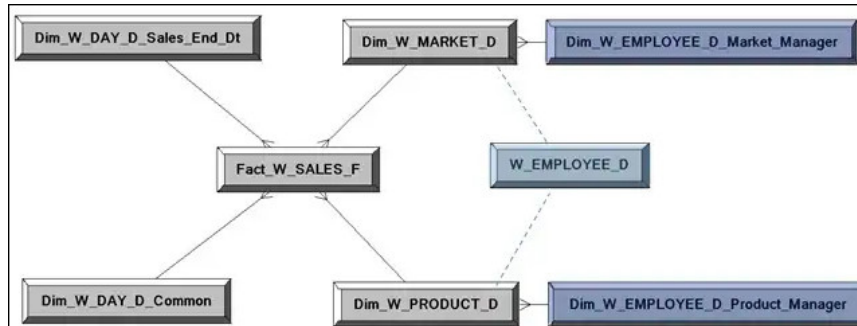 Dim_W_DAY_D_Sales_End_Dt
Dim_W_MARKET_D
Dim_W_EMPLOYEE_D_Market_Manager
Fact_W_SALES_F
W_EMPLOYEE_D
Dim_W_DAY_D_Common
Dim_W_PRODUCT_D
Dim_W_EMPLOYEE_D_Product_Manager